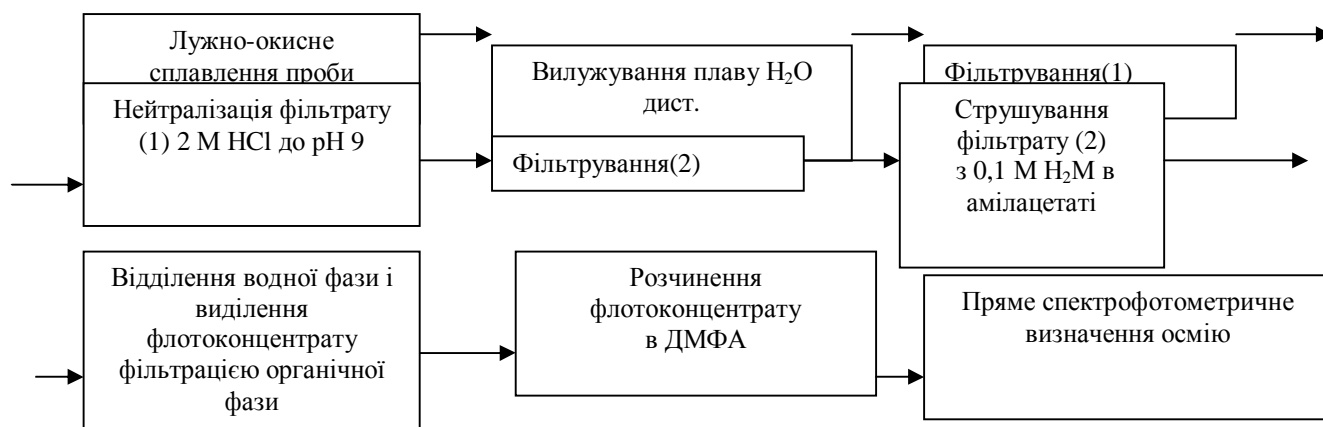 Лужно-окисне
сплавлення проби
Вилужування плаву H₂O
дист.
Фільтрування(1)
Нейтралізація фільтрату
(1) 2 М HCl до pH 9
Фільтрування(2)
Струшування
фільтрату (2)
з 0,1 М H₂M в
амілацетаті
Відділення водної фази і
виділення
флотоконцентрату
фільтрацією органічної
фази
Розчинення
флотоконцентрату
в ДМФА
Пряме спектрофотометричне
визначення осмію